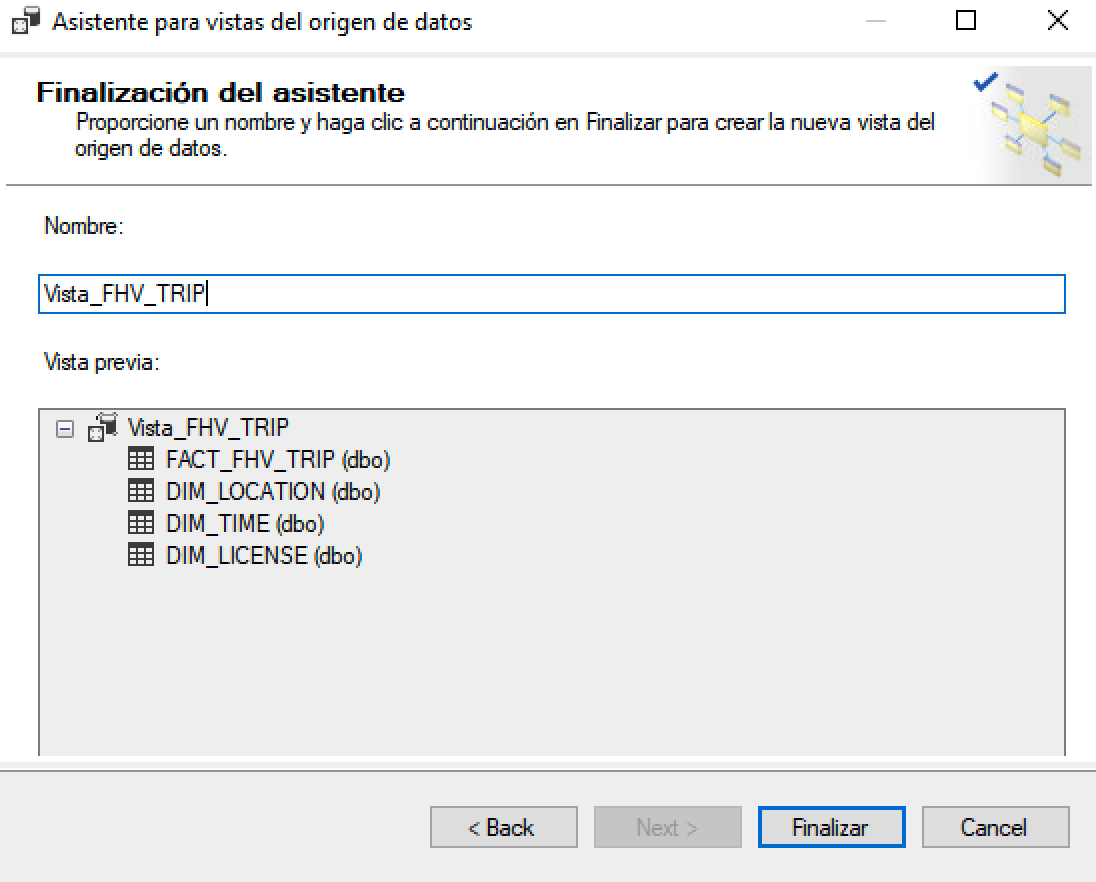 Asistente para vistas del origen de datos
Finalización del asistente
Proporcione un nombre y haga clic a continuación en Finalizar para crear la nueva vista del
origen de datos.
Nombre:
Vista_FHV_TRIP
Vista previa:
Vista_FHV_TRIP
FACT_FHV_TRIP (dbo)
DIM_LOCATION (dbo)
DIM_TIME (dbo)
DIM_LICENSE (dbo)
< Back Next > Finalizar Cancel